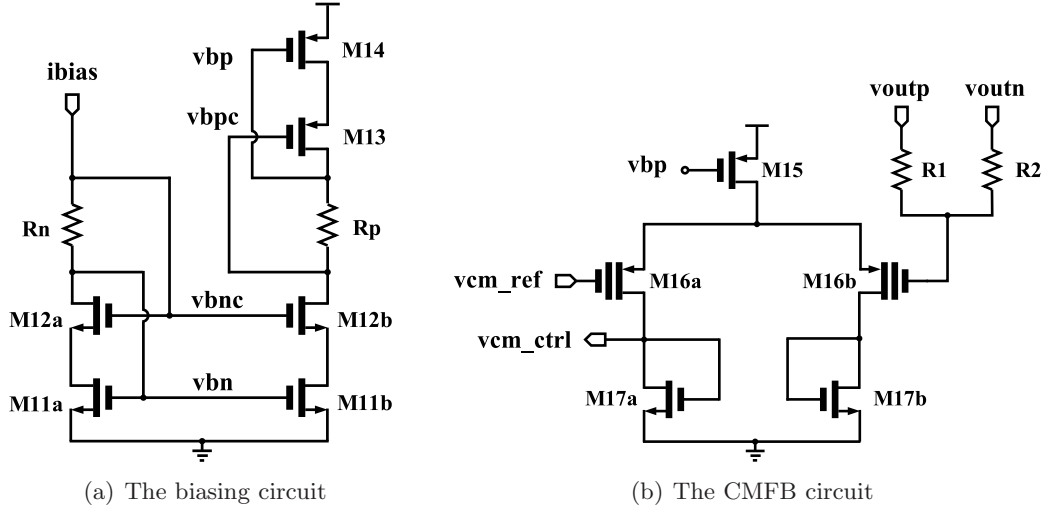 ibias
vbp
M14
vbpc
M13
Rn
Rp
M12a
vbnc
M12b
M11a
vbn
M11b
(a) The biasing circuit
voutp
voutn
R1
R2
vbp
M15
vcm_ref
M16a
M16b
vcm_ctrl
M17a
M17b
(b) The CMFB circuit